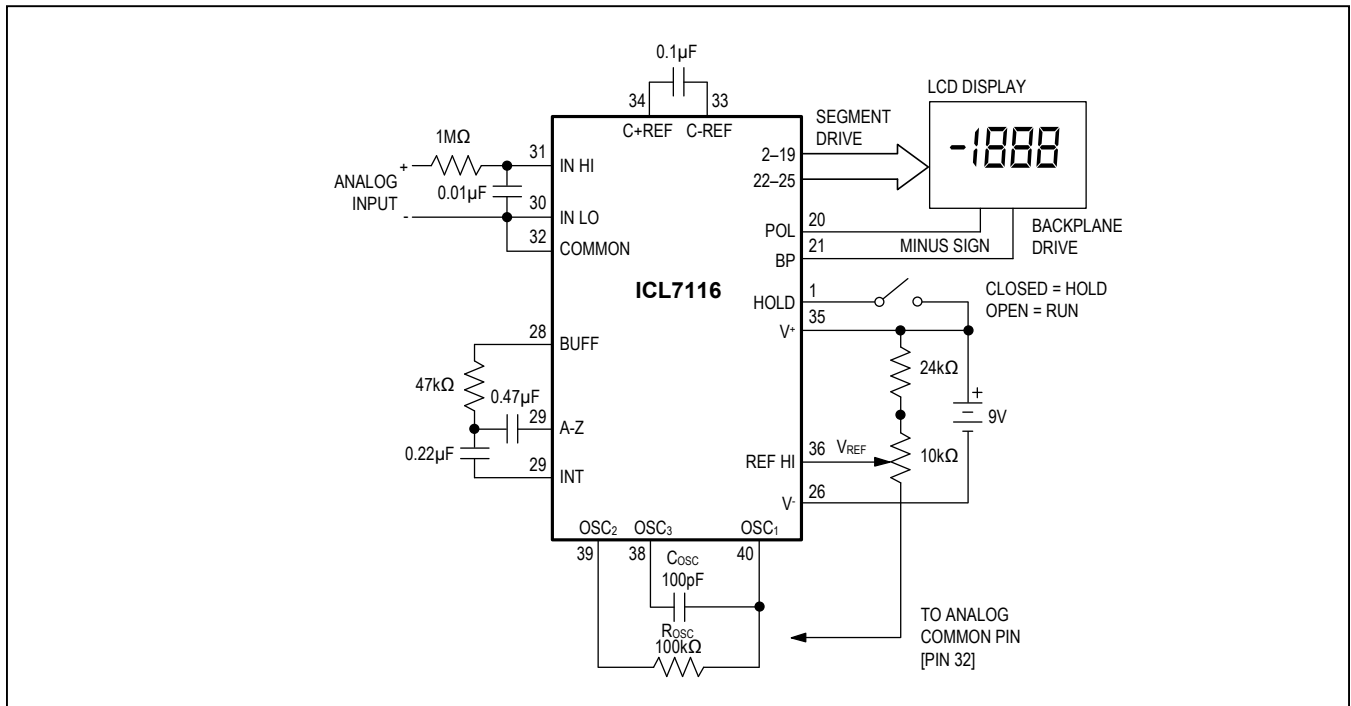 0.1µF
34
33
C+REF
C-REF
LCD DISPLAY
-1888
SEGMENT
DRIVE
2–19
22–25
1MΩ
31
IN HI
+
ANALOG
INPUT
-
0.01µF
30
IN LO
32
COMMON
20
POL
MINUS SIGN
BACKPLANE
DRIVE
21
BP
ICL7116
HOLD
1
CLOSED = HOLD
OPEN = RUN
35
V+
28
BUFF
47kΩ
0.47µF
29
A-Z
0.22µF
29
INT
24kΩ
+
9V
REF HI
36
VREF
10kΩ
26
V-
OSC2
OSC3
OSC1
39
38
40
COSC
100pF
ROSC
100kΩ
TO ANALOG
COMMON PIN
[PIN 32]